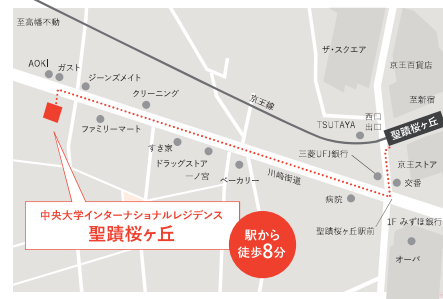 至高幡不動
AOKI
ガスト
ジーンズメイト
クリーニング
ファミリーマート
すき家
ドラッグストア
一ノ宮
ベーカリー
川崎街道
京王線
ザ・スクエア
京王百貨店
至新宿
TSUTAYA
西口
出口
聖蹟桜ヶ丘
三菱UFJ銀行
京王ストア
交番
病院
聖蹟桜ヶ丘駅前
1F みずほ銀行
オーパ
中央大学インターナショナルレジデンス
聖蹟桜ヶ丘
駅から
徒歩8分